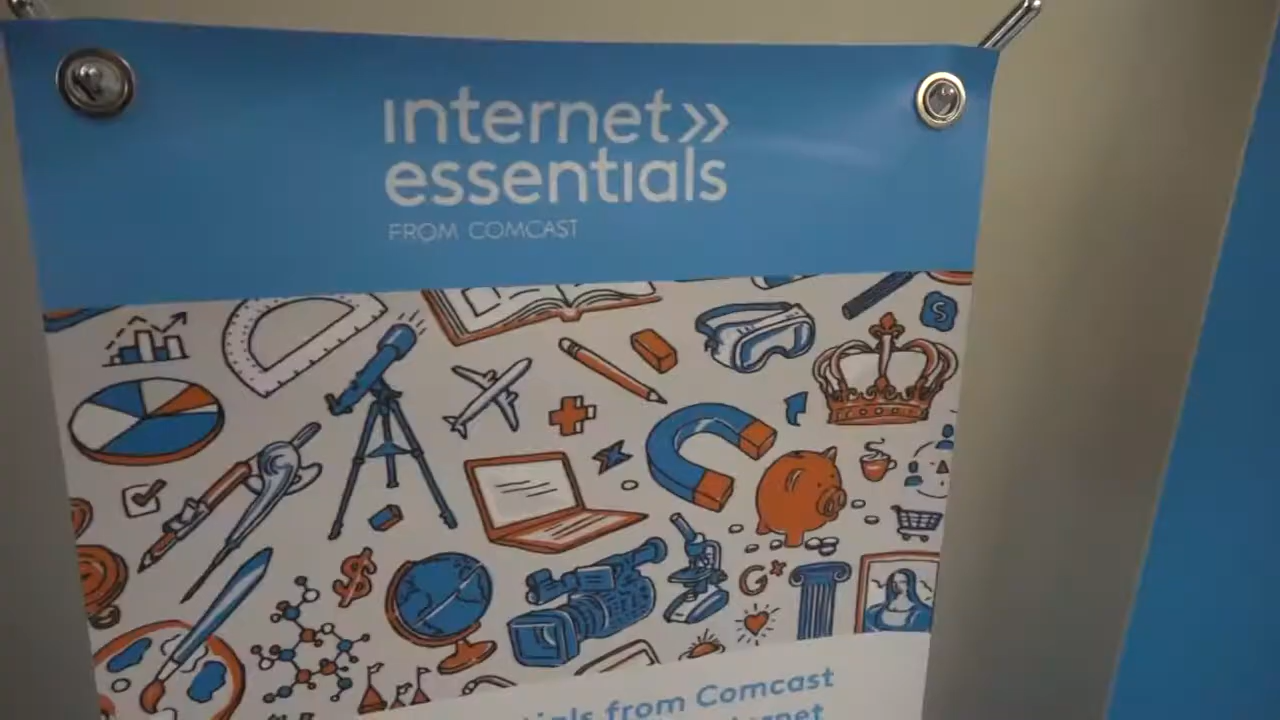 internet»
essentials
FROM COMCAST
S
$
G+
from Comcast